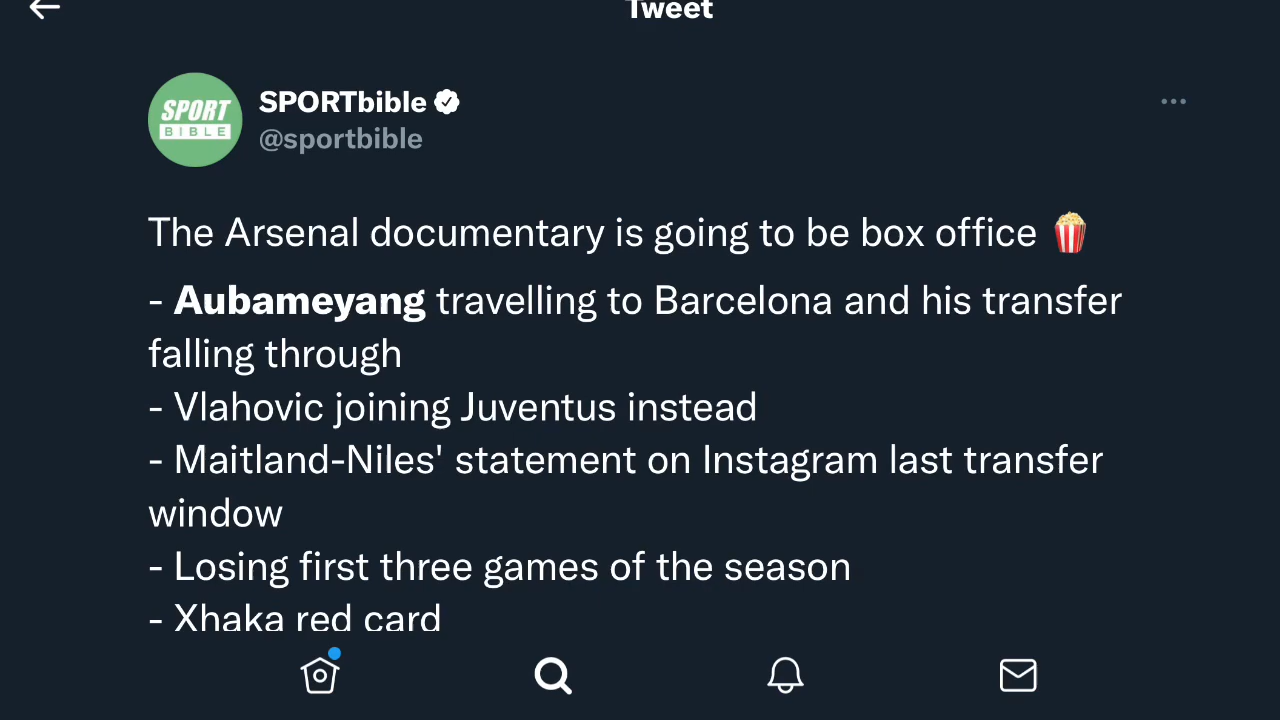 Tweet
SPORT
BIBLE
SPORTbible
@sportbible
The Arsenal documentary is going to be box office 🍿
- Aubameyang travelling to Barcelona and his transfer
falling through
- Vlahovic joining Juventus instead
- Maitland-Niles' statement on Instagram last transfer
window
- Losing first three games of the season
- Xhaka red card